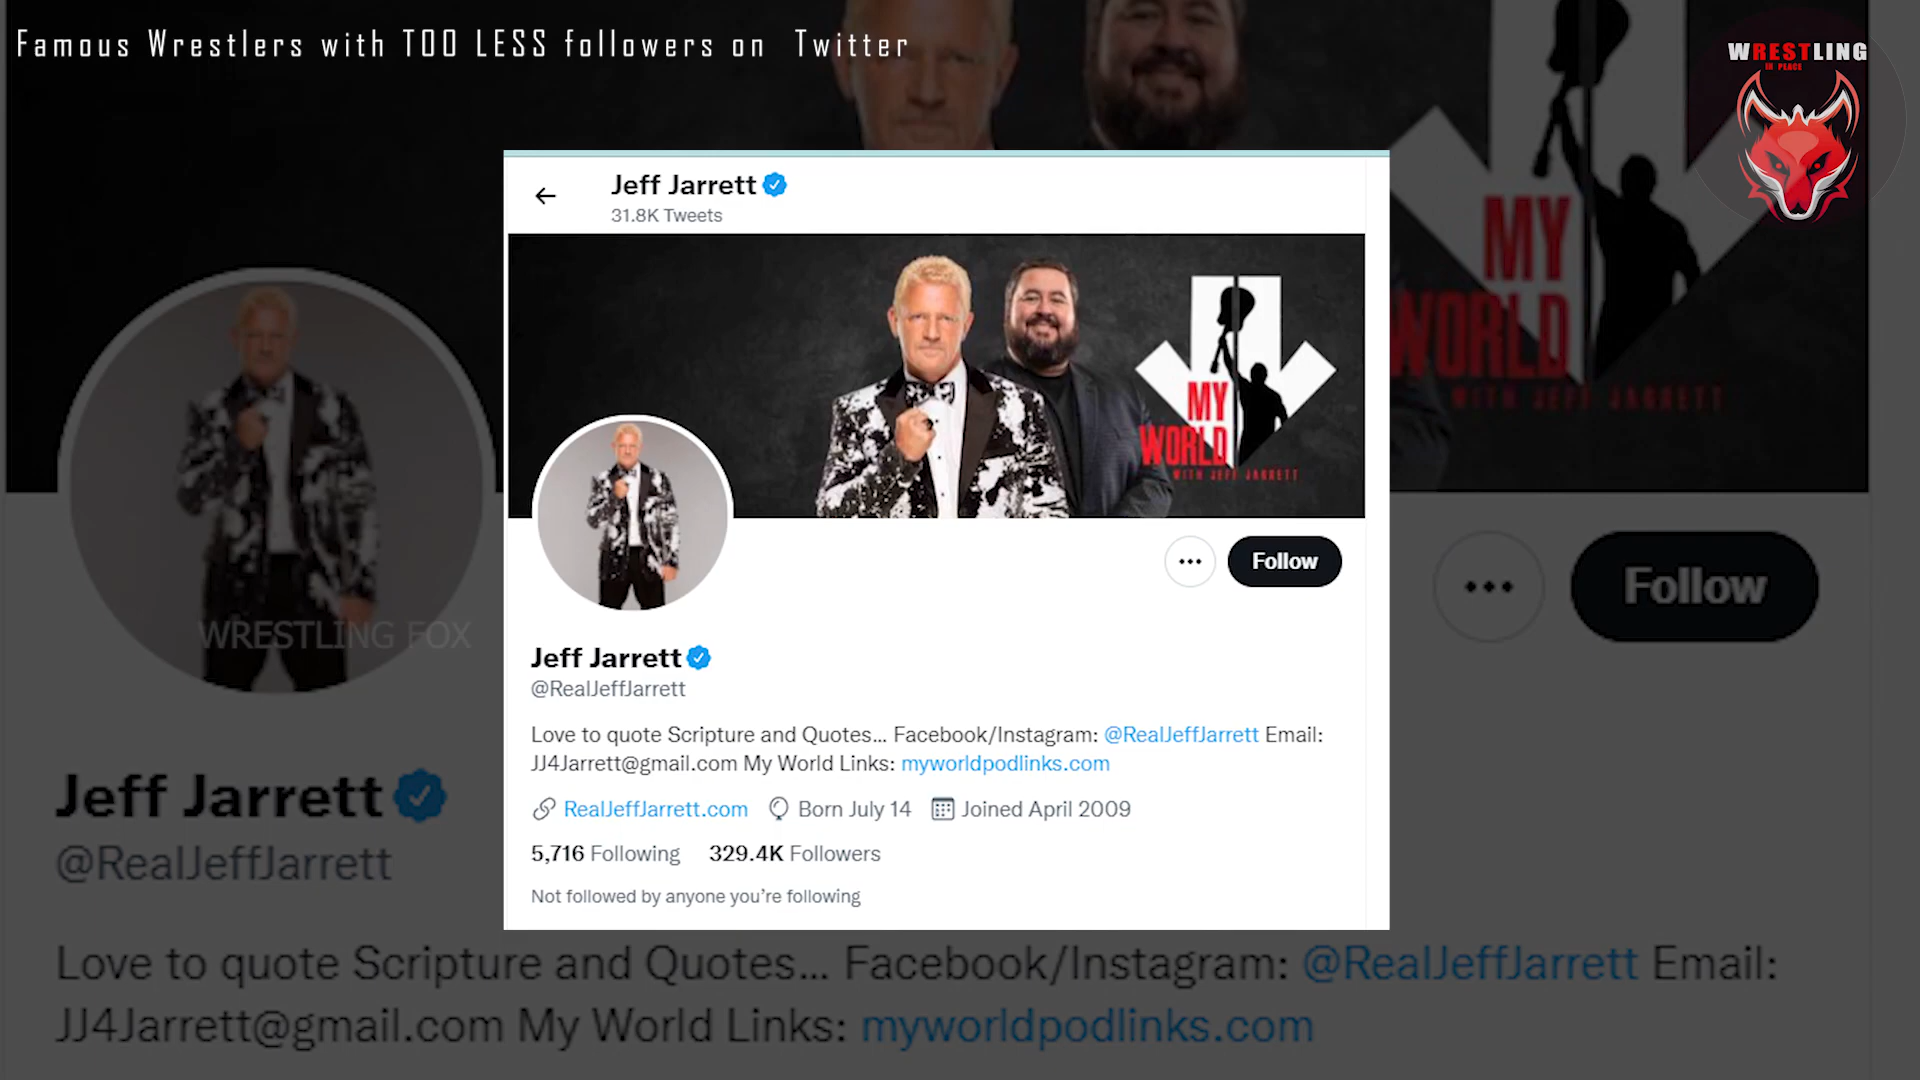 Famous Wrestlers with TOO LESS followers on Twitter
WRESTLING
IN PEACE
Jeff Jarrett
31.8K Tweets
MY
WORLD
WITH JEFF JARRETT
MY
WORLD
WITH JEFF JARRETT
Follow
Follow
WRESTLING FOX
Jeff Jarrett
@RealJeffJarrett
Love to quote Scripture and Quotes... Facebook/Instagram: @RealJeffJarrett Email:
JJ4Jarrett@gmail.com My World Links: myworldpodlinks.com
RealJeffJarrett.com Born July 14 Joined April 2009
5,716 Following 329.4K Followers
Not followed by anyone you're following
Jeff Jarrett
@RealJeffJarrett
Love to quote Scripture and Quotes... Facebook/Instagram: @RealJeffJarrett Email:
JJ4Jarrett@gmail.com My World Links: myworldpodlinks.com